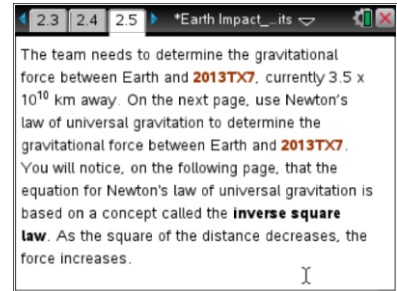 2.3 2.4 2.5 *Earth Impact_...its
The team needs to determine the gravitational
force between Earth and 2013TX7, currently 3.5 x
10¹⁰ km away. On the next page, use Newton's
law of universal gravitation to determine the
gravitational force between Earth and 2013TX7.
You will notice, on the following page, that the
equation for Newton's law of universal gravitation is
based on a concept called the inverse square
law. As the square of the distance decreases, the
force increases.